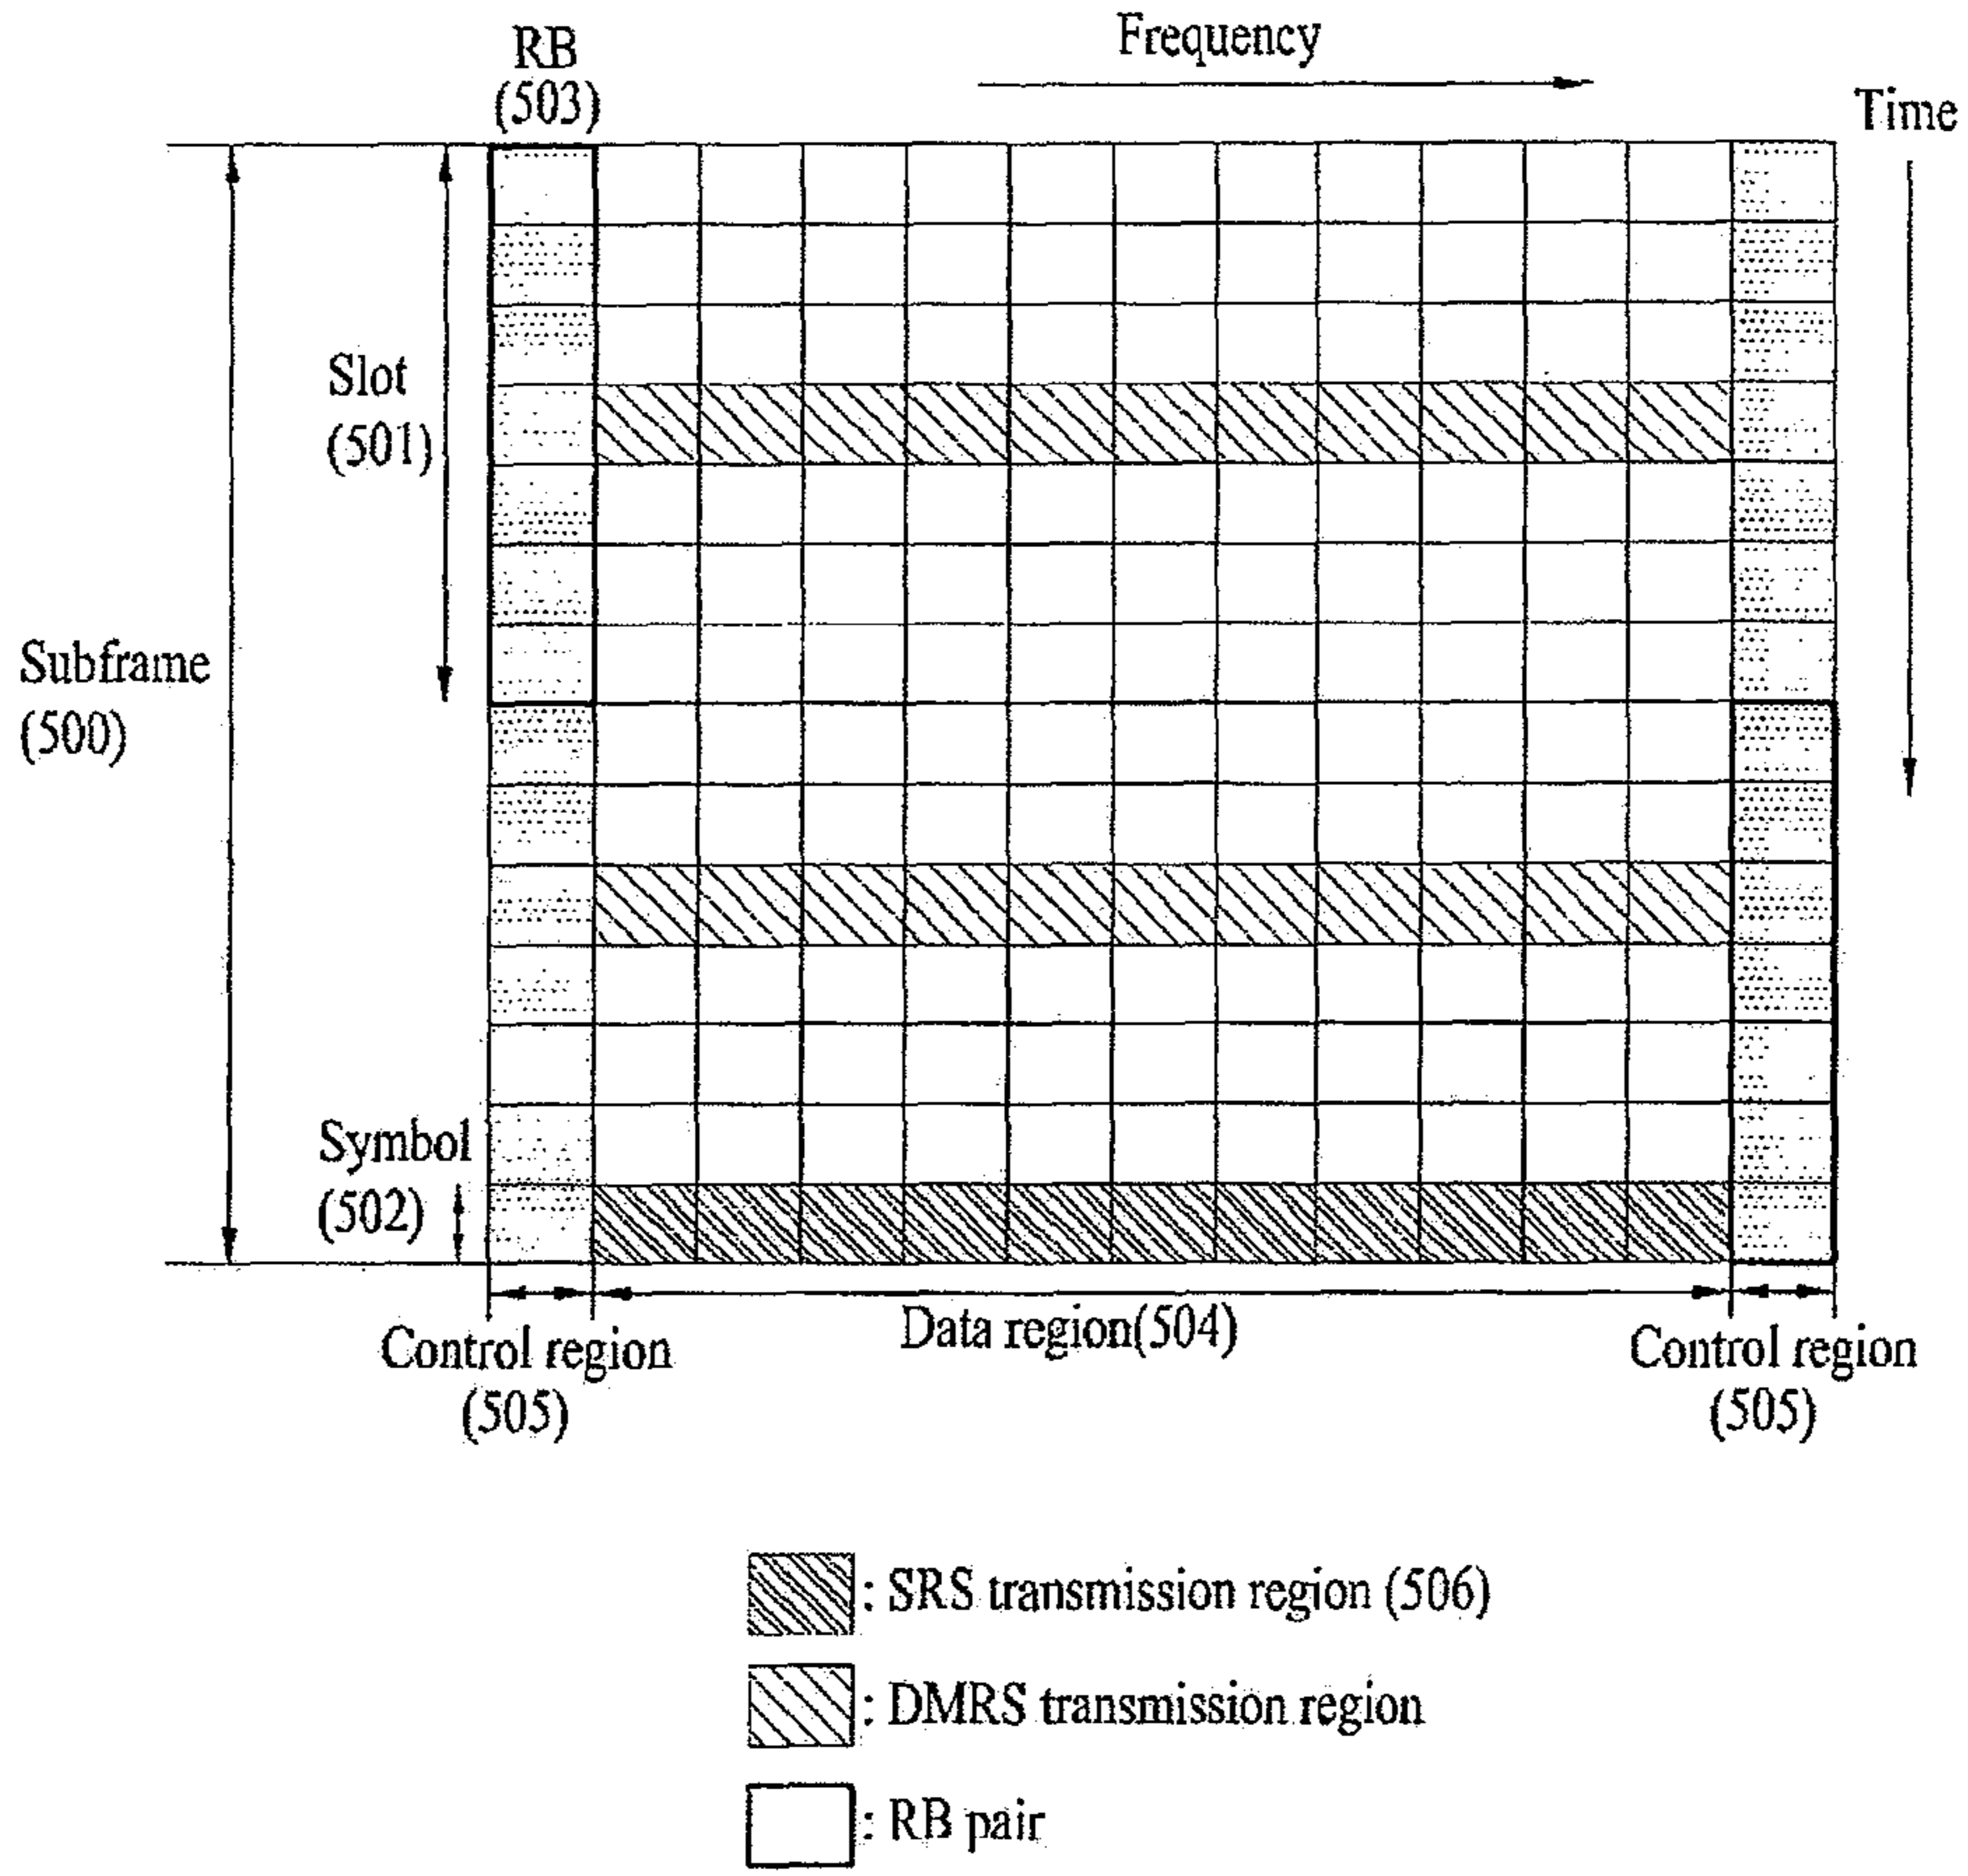 RB
(503)
Frequency
Time
Slot
(501)
Subframe
(500)
Symbol
(502)
Control region
(505)
Data region(504)
Control region
(505)
: SRS transmission region (506)
: DMRS transmission region
: RB pair